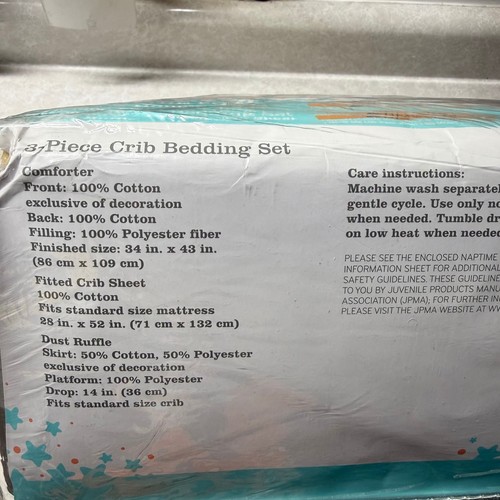 3-Piece Crib Bedding Set
Comforter
Front: 100% Cotton
exclusive of decoration
Back: 100% Cotton
Filling: 100% Polyester fiber
Finished size: 34 in. x 43 in.
(86 cm x 109 cm)
Fitted Crib Sheet
100% Cotton
Fits standard size mattress
28 in. x 52 in. (71 cm x 132 cm)
Dust Ruffle
Skirt: 50% Cotton, 50% Polyester
exclusive of decoration
Platform: 100% Polyester
Drop: 14 in. (36 cm)
Fits standard size crib
Care instructions:
Machine wash separatel
gentle cycle. Use only no
when needed. Tumble dr
on low heat when neede
PLEASE SEE THE ENCLOSED NAPTIME
INFORMATION SHEET FOR ADDITIONAL
SAFETY GUIDELINES. THESE GUIDELINE
TO YOU BY JUVENILE PRODUCTS MANU
ASSOCIATION (JPMA), FOR FURTHER IN
PLEASE VISIT THE JPMA WEBSITE AT WW